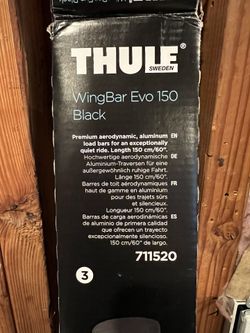 THULE®
SWEDEN
WingBar Evo 150
Black
Premium aerodynamic, aluminum EN
load bars for an exceptionally
quiet ride. Length 150 cm/60".
Hochwertige aerodynamische DE
Aluminium-Traversen für eine
außergewöhnlich ruhige Fahrt.
Länge 150 cm/60".
Barres de toit aérodynamiques FR
haut de gamme en aluminium
pour des trajets sûrs
et silencieux.
Longueur 150 cm/60".
Barras de carga aerodinámicas ES
de aluminio de primera calidad
que ofrecen un trayecto
excepcionalmente silencioso.
150 cm/60" de largo.
711520
3